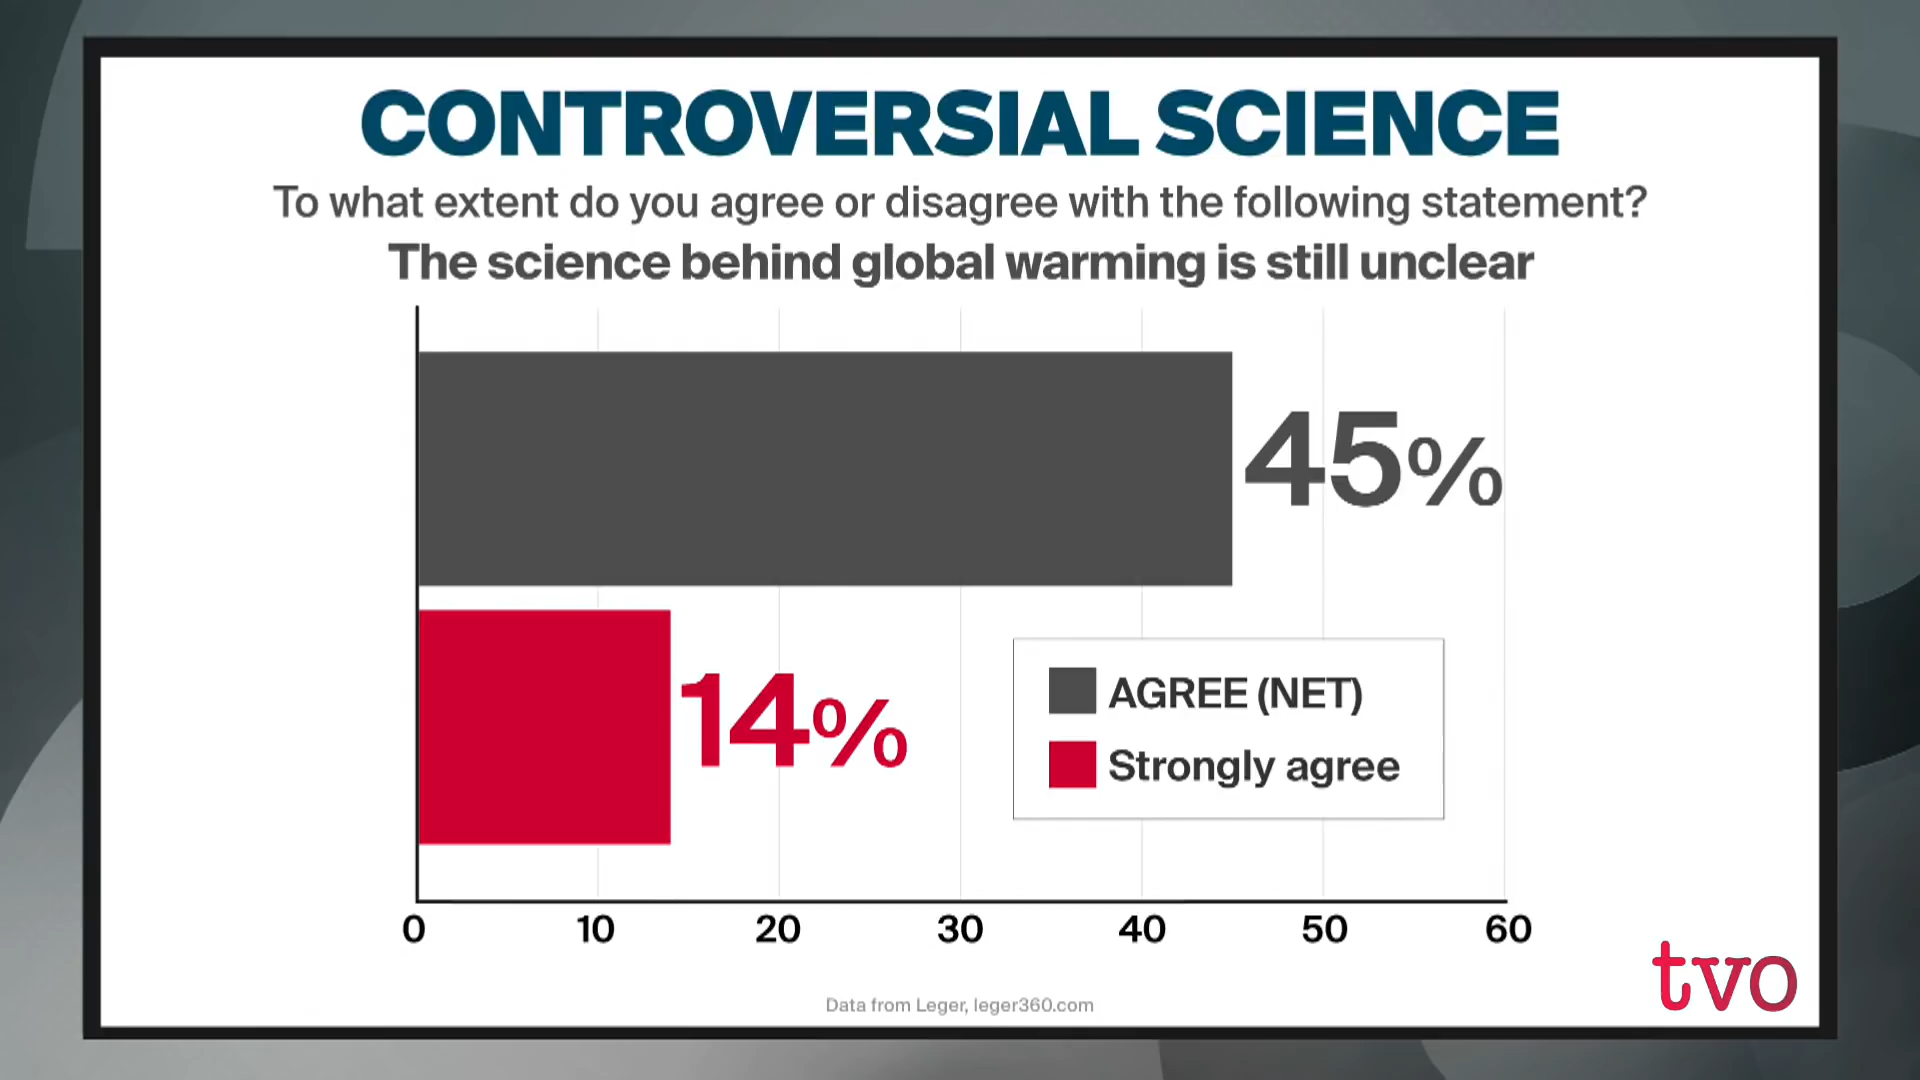 CONTROVERSIAL SCIENCE
To what extent do you agree or disagree with the following statement?
The science behind global warming is still unclear
45%
14%
AGREE (NET)
Strongly agree
0 10 20 30 40 50 60
Data from Leger, leger360.com
tvo